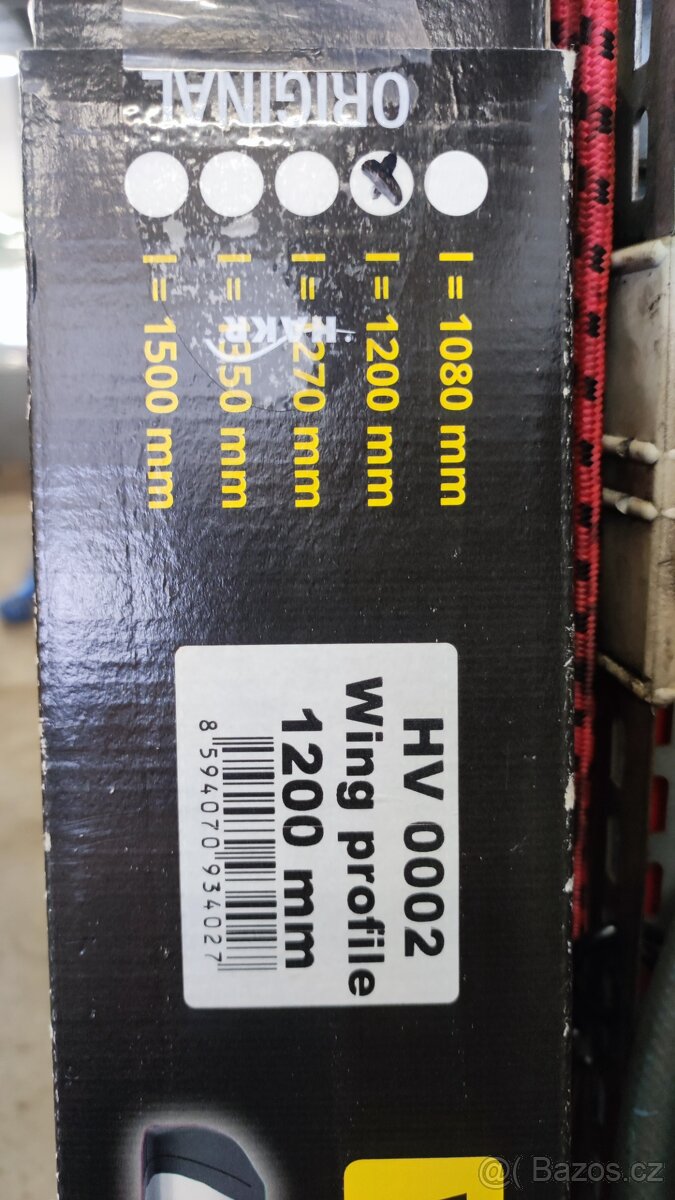 ORIGINAL
l = 1080 mm
l = 1200 mm
l = 1270 mm
l = 1350 mm
l = 1500 mm
HAKR
HV 0002
Wing profile
1200 mm
8 594070 934027
Bazos.cz